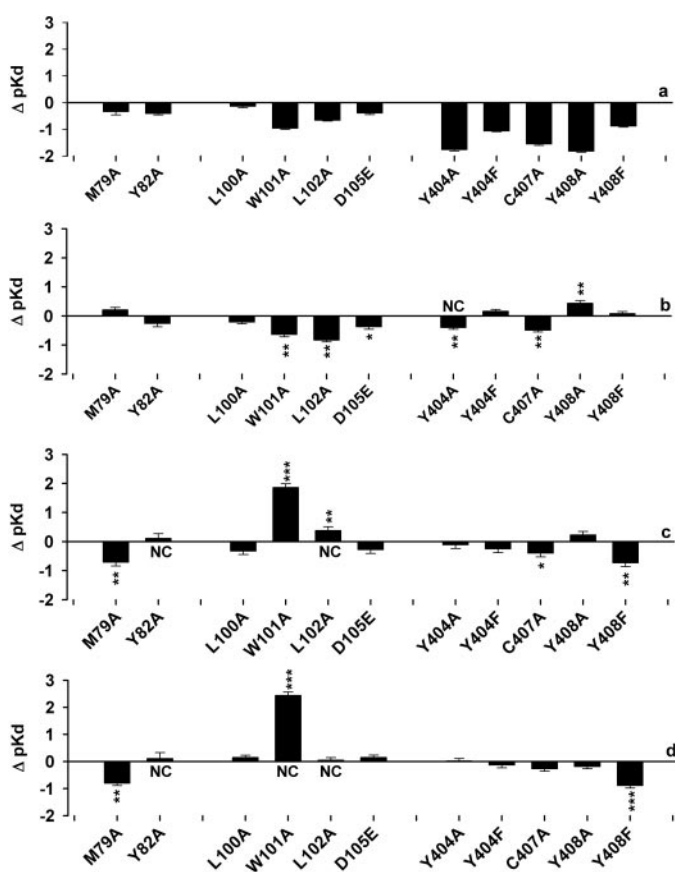 3
2
1
Δ pKd
0
-1
-2
a
M79A Y82A L100A W101A L102A D105E Y404A Y404F C407A Y408A Y408F
3
2
1
Δ pKd
0
-1
-2
NC
**
b
** ** * ** **
M79A Y82A L100A W101A L102A D105E Y404A Y404F C407A Y408A Y408F
3
2
1
Δ pKd
0
-1
-2
***
**
c
NC NC
** * **
M79A Y82A L100A W101A L102A D105E Y404A Y404F C407A Y408A Y408F
3
2
1
Δ pKd
0
-1
-2
***
d
NC NC NC
** ***
M79A Y82A L100A W101A L102A D105E Y404A Y404F C407A Y408A Y408F